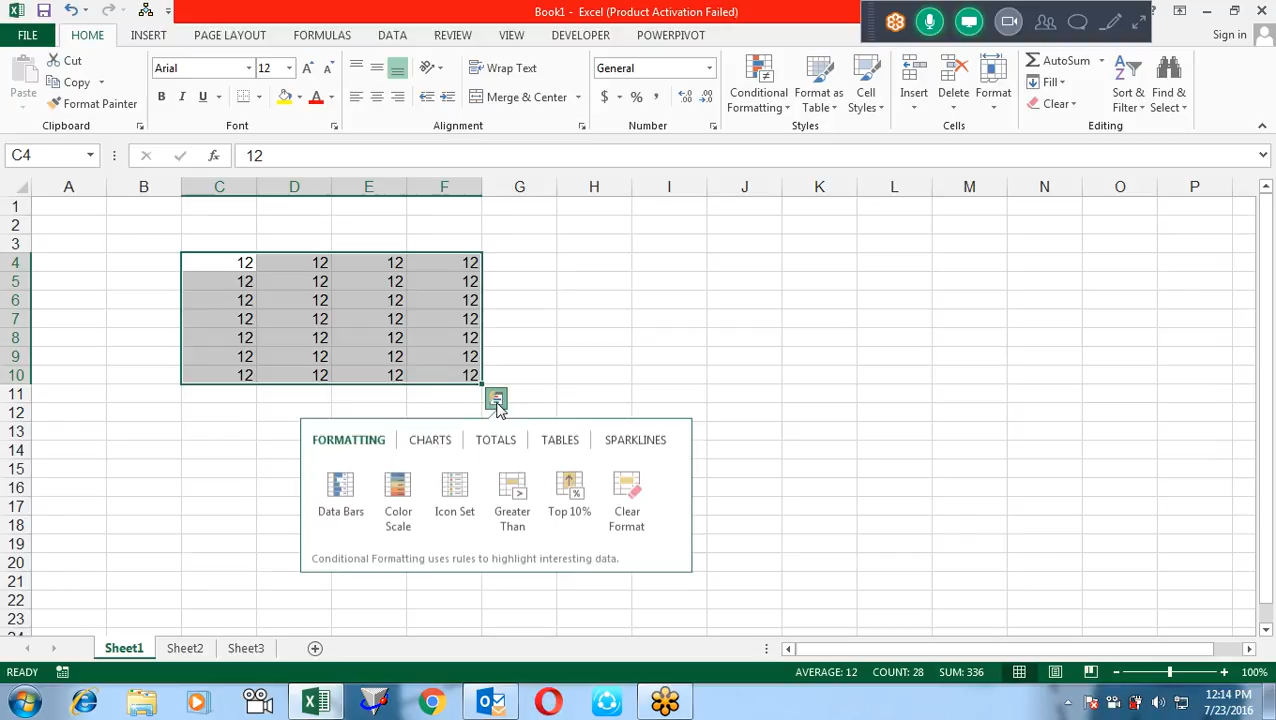 Book1 - Excel (Product Activation Failed)
FILE HOME INSERT PAGE LAYOUT FORMULAS DATA REVIEW VIEW DEVELOPER POWERPIVOT Sign in
Paste
Cut
Copy
Format Painter
Clipboard
Arial 12
B I U A
Font
Wrap Text
Merge & Center
Alignment
General
$ % ,
Number
Conditional Formatting
Format as Table
Cell Styles
Styles
Insert Delete Format
Cells
AutoSum
Fill
Clear
Sort & Filter
Find & Select
Editing
C4 fx 12
A B C D E F G H I J K L M N O P
1
2
3
4 12 12 12 12
5 12 12 12 12
6 12 12 12 12
7 12 12 12 12
8 12 12 12 12
9 12 12 12 12
10 12 12 12 12
11
12
13
14
15
16
17
18
19
20
21
22
23
FORMATTING CHARTS TOTALS TABLES SPARKLINES
Data Bars
Color Scale
Icon Set
Greater Than
Top 10%
Clear Format
Conditional Formatting uses rules to highlight interesting data.
Sheet1 Sheet2 Sheet3
READY AVERAGE: 12 COUNT: 28 SUM: 336 100%
12:14 PM
7/23/2016